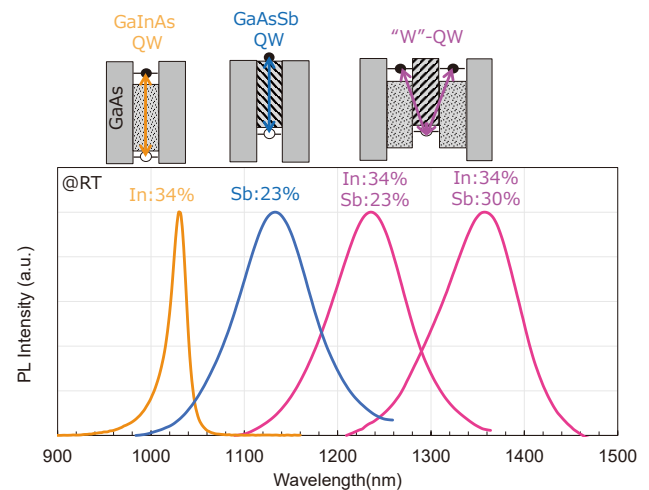 GaInAs
QW
GaAsSb
QW
“W”-QW
GaAs
@RT
In:34%
Sb:23%
In:34%
Sb:23%
In:34%
Sb:30%
PL Intensity (a.u.)
900 1000 1100 1200 1300 1400 1500
Wavelength(nm)